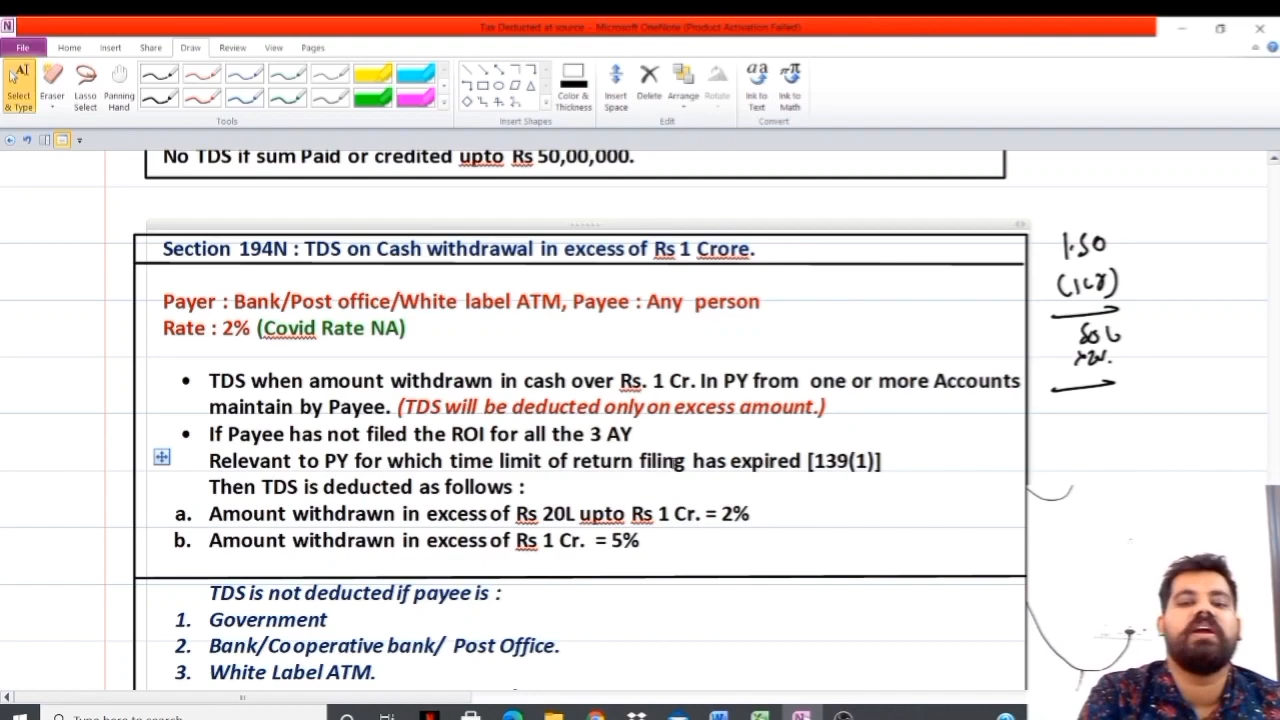 Tax Deducted at source - Microsoft OneNote (Product Activation Failed)
File Home Insert Share Draw Review View Pages
Select & Type
Eraser
Lasso Select
Panning Hand
Color & Thickness
Insert Space
Delete
Arrange
Rotate
Ink to Text
Ink to Math
Tools Insert Shapes Edit Convert
No TDS if sum Paid or credited upto Rs 50,00,000.
Section 194N : TDS on Cash withdrawal in excess of Rs 1 Crore.
Payer : Bank/Post office/White label ATM, Payee : Any person
Rate : 2% (Covid Rate NA)
• TDS when amount withdrawn in cash over Rs. 1 Cr. In PY from one or more Accounts
maintain by Payee. (TDS will be deducted only on excess amount.)
• If Payee has not filed the ROI for all the 3 AY
Relevant to PY for which time limit of return filing has expired [139(1)]
Then TDS is deducted as follows :
a. Amount withdrawn in excess of Rs 20L upto Rs 1 Cr. = 2%
b. Amount withdrawn in excess of Rs 1 Cr. = 5%
TDS is not deducted if payee is :
1. Government
2. Bank/Cooperative bank/ Post Office.
3. White Label ATM.
1.50
(1cr)
50L
Type here to search